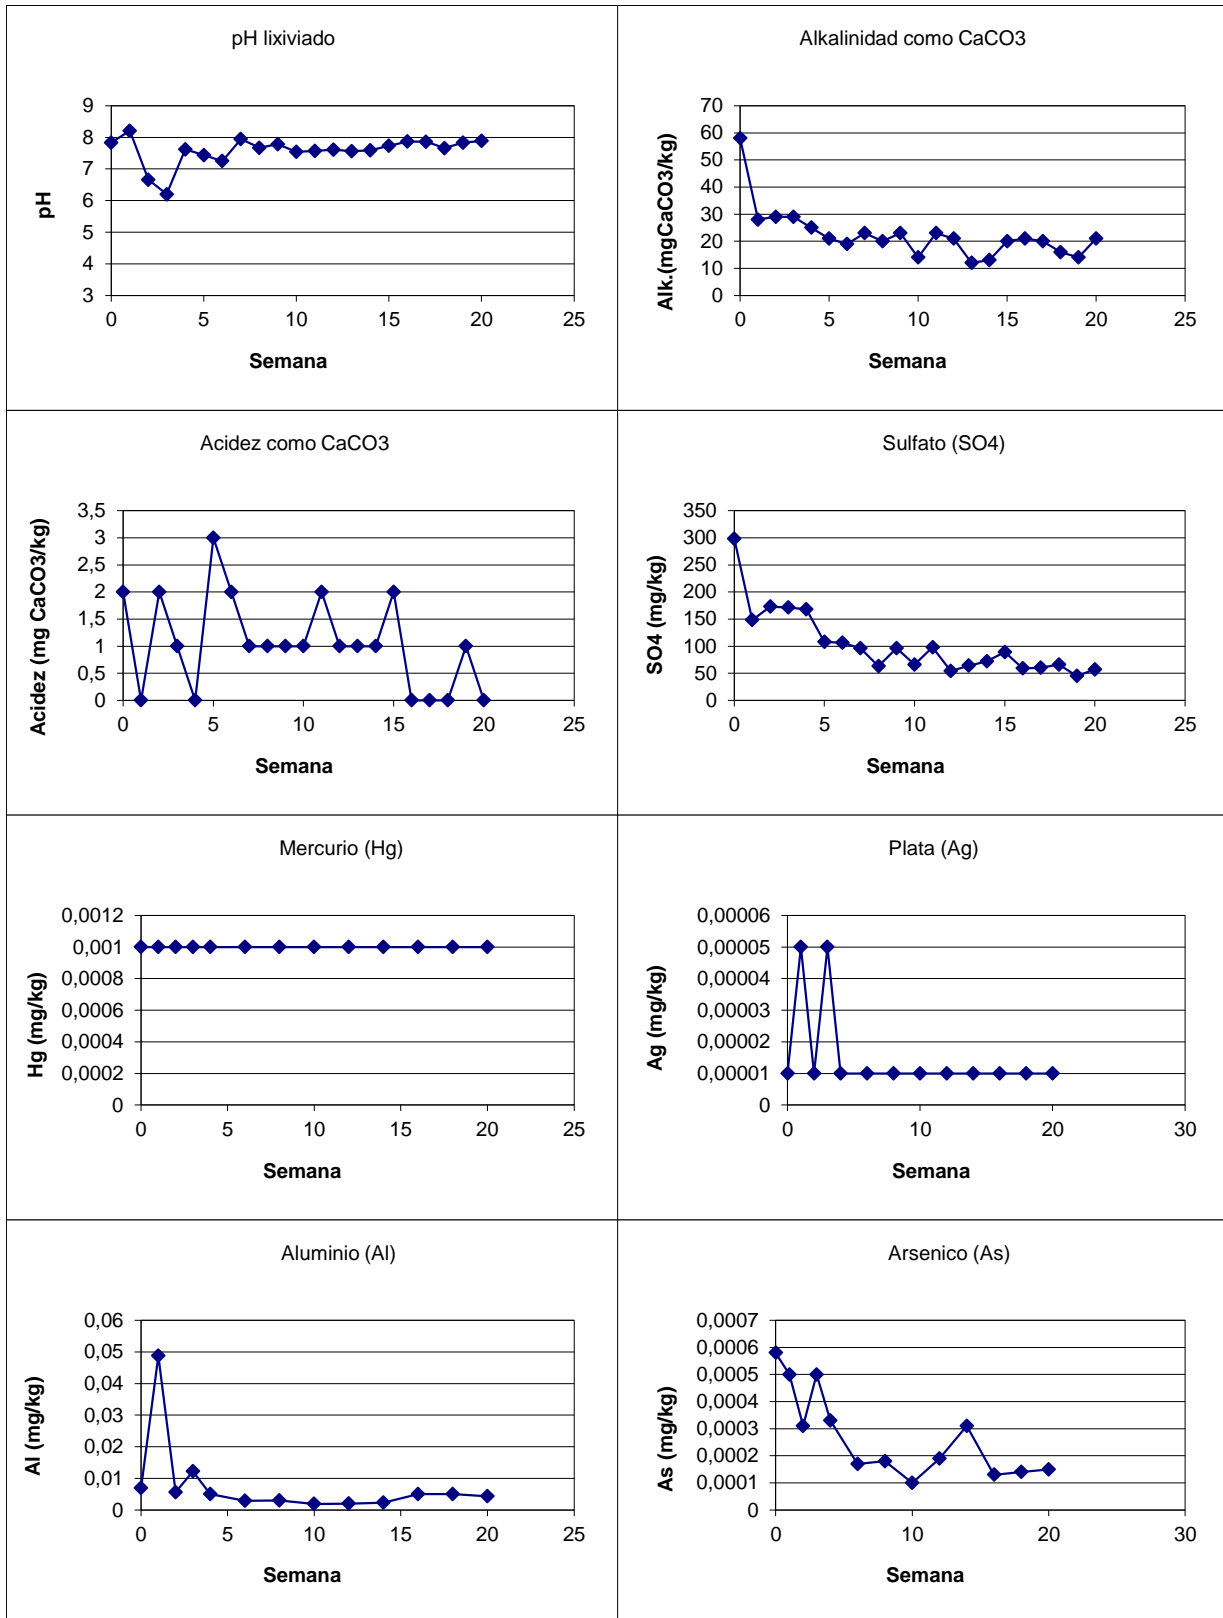 pH lixiviado
pH
9
8
7
6
5
4
3
0 5 10 15 20 25
Semana
Alkalinidad como CaCO3
Alk.(mgCaCO3/kg)
70
60
50
40
30
20
10
0
0 5 10 15 20 25
Semana
Acidez como CaCO3
Acidez (mg CaCO3/kg)
3,5
3
2,5
2
1,5
1
0,5
0
0 5 10 15 20 25
Semana
Sulfato (SO4)
SO4 (mg/kg)
350
300
250
200
150
100
50
0
0 5 10 15 20 25
Semana
Mercurio (Hg)
Hg (mg/kg)
0,0012
0,001
0,0008
0,0006
0,0004
0,0002
0
0 5 10 15 20 25
Semana
Plata (Ag)
Ag (mg/kg)
0,00006
0,00005
0,00004
0,00003
0,00002
0,00001
0
0 10 20 30
Semana
Aluminio (Al)
Al (mg/kg)
0,06
0,05
0,04
0,03
0,02
0,01
0
0 5 10 15 20 25
Semana
Arsenico (As)
As (mg/kg)
0,0007
0,0006
0,0005
0,0004
0,0003
0,0002
0,0001
0
0 10 20 30
Semana